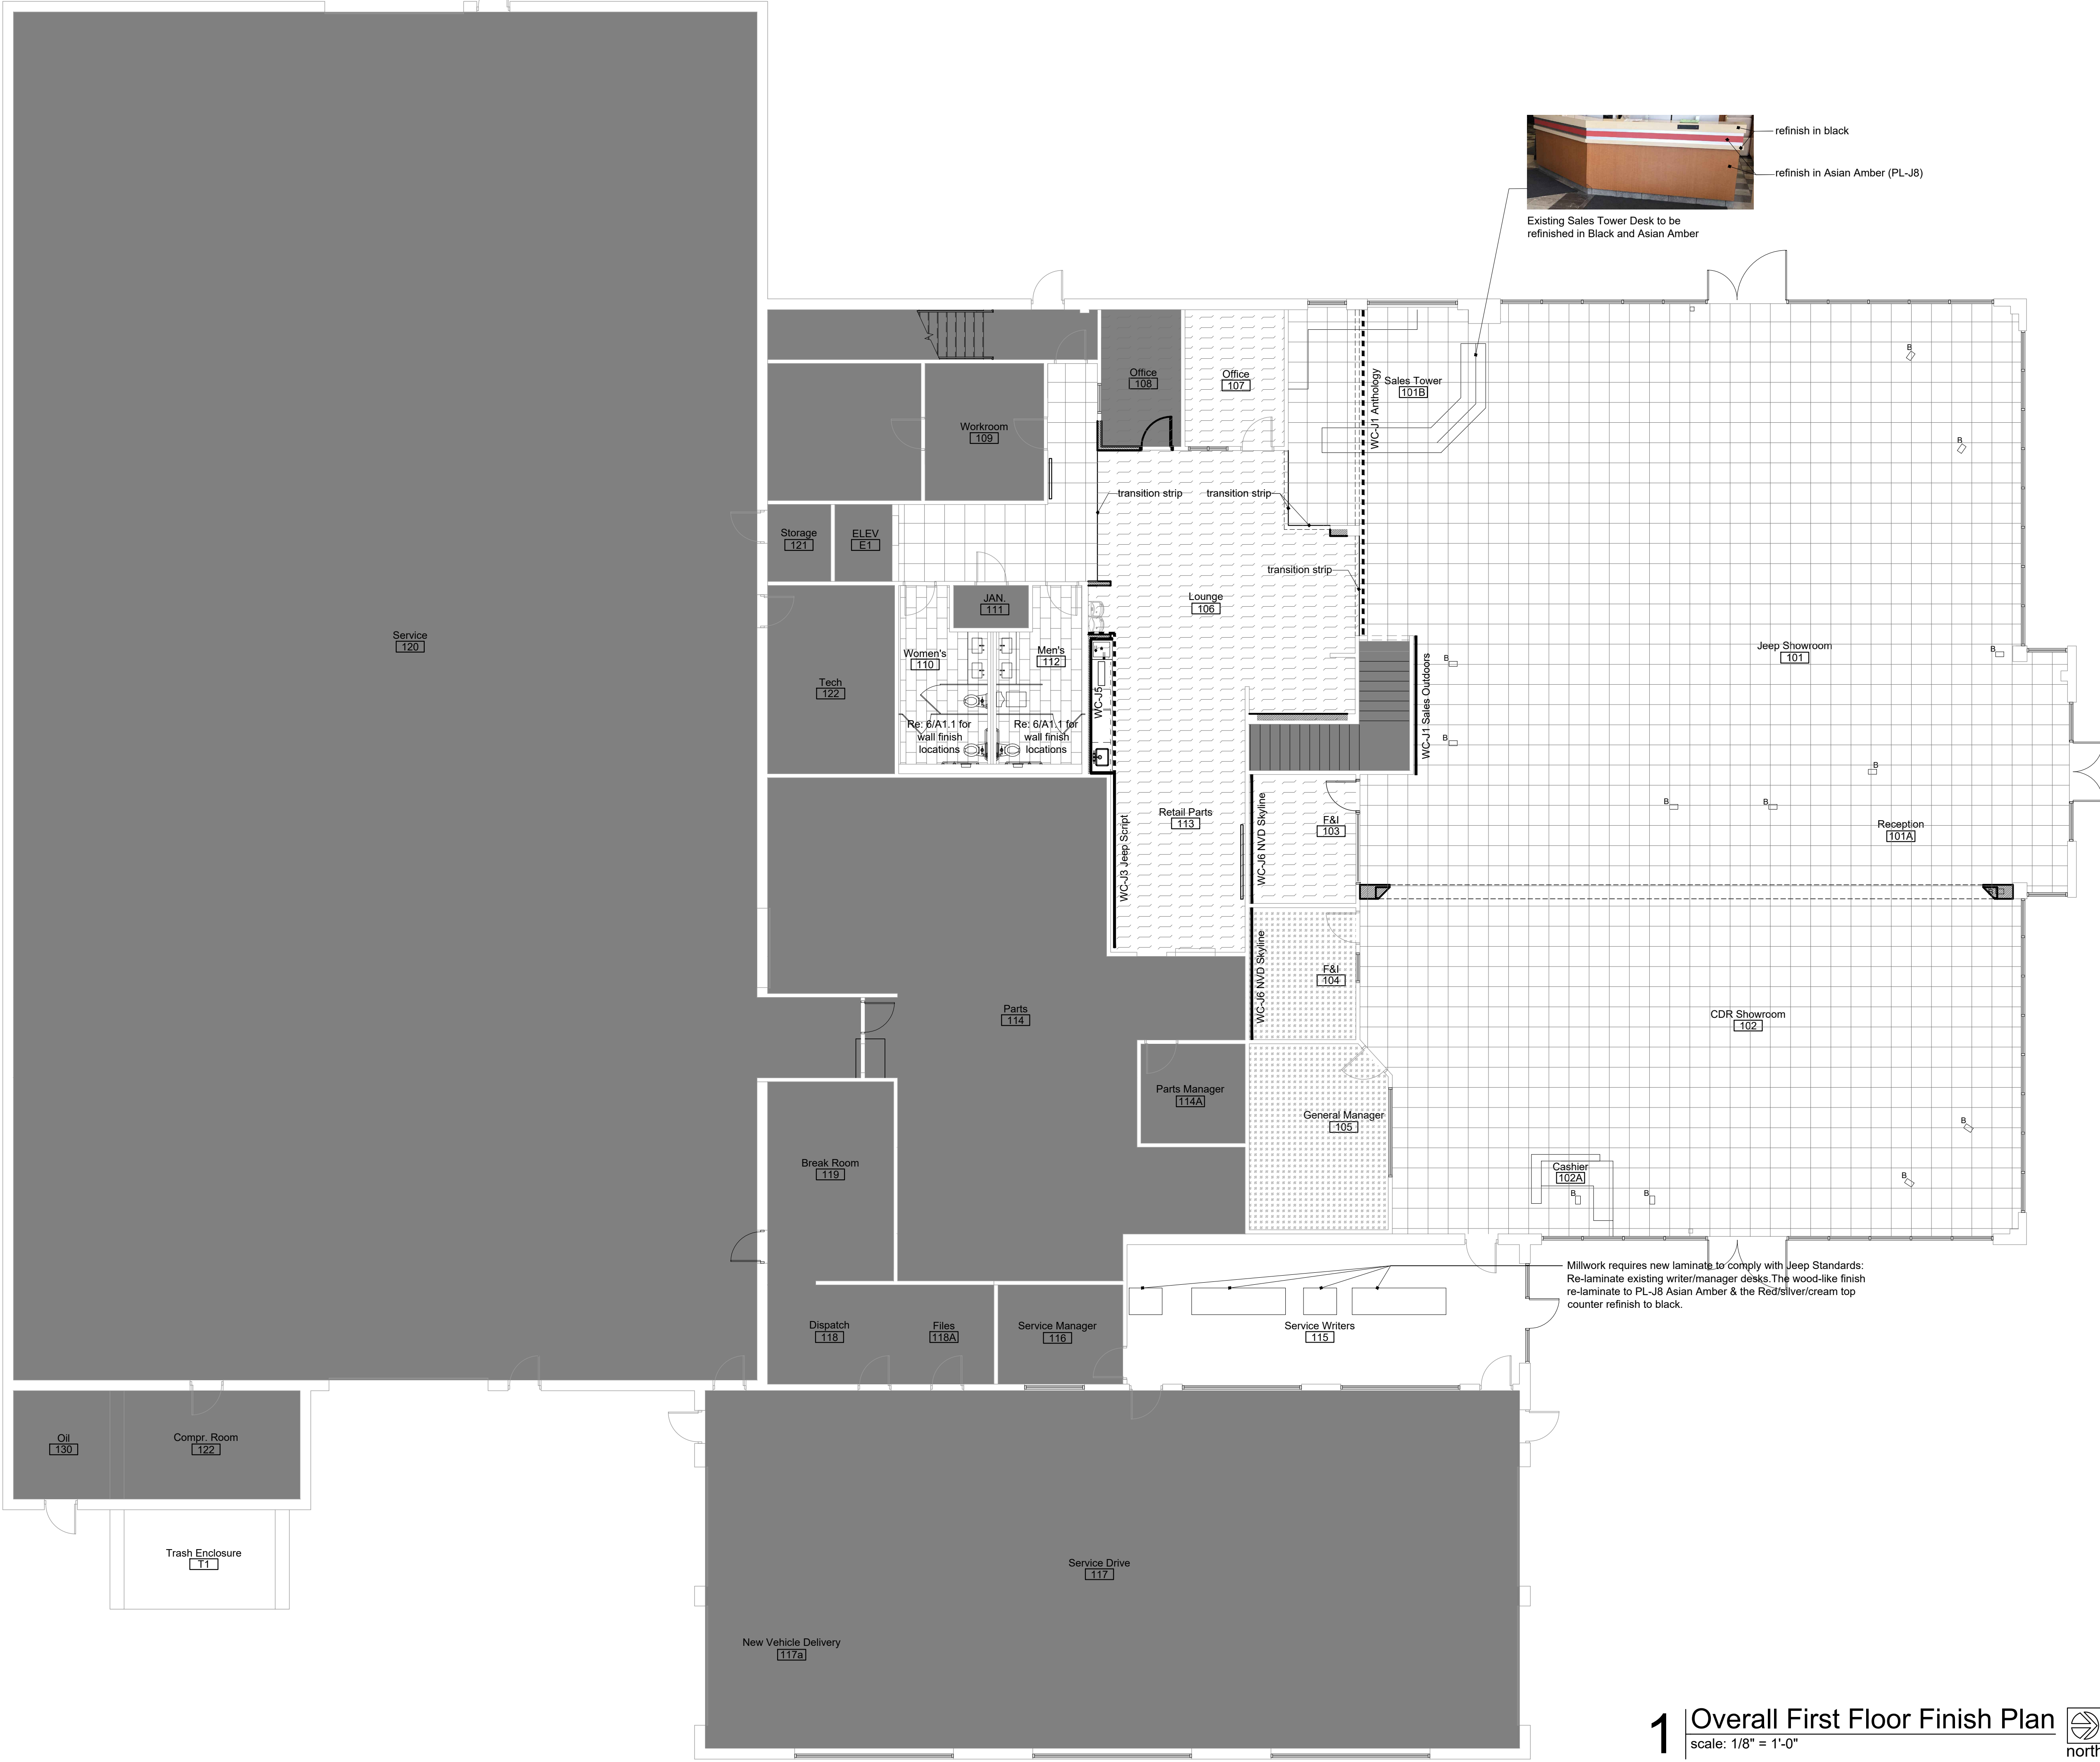 refinish in black
refinish in Asian Amber (PL-J8)
Existing Sales Tower Desk to be
refinished in Black and Asian Amber
Office
108
Office
107
WC-J1 Anthology
Sales Tower
101B
B
B
Workroom
109
transition strip
transition strip
Storage
121
ELEV
E1
transition strip
JAN.
111
Lounge
106
Service
120
Women's
110
Men's
112
Jeep Showroom
101
B
B
Tech
122
WC-J5
WC-J1 Sales Outdoors
Re: 6/A1.1 for
wall finish
locations
Re: 6/A1.1 for
wall finish
locations
B
B
B
B
Retail Parts
113
WC-J3 Jeep Script
WC-J6 NVD Skyline
F&I
103
Reception
101A
WC-J6 NVD Skyline
F&I
104
Parts
114
CDR Showroom
102
Parts Manager
114A
General Manager
105
B
Break Room
119
Cashier
102A
B
B
B
Millwork requires new laminate to comply with Jeep Standards:
Re-laminate existing writer/manager desks.The wood-like finish
re-laminate to PL-J8 Asian Amber & the Red/silver/cream top
counter refinish to black.
Dispatch
118
Files
118A
Service Manager
116
Service Writers
115
Oil
130
Compr. Room
122
Trash Enclosure
T1
Service Drive
117
New Vehicle Delivery
117a
1
Overall First Floor Finish Plan
scale: 1/8" = 1'-0"
north